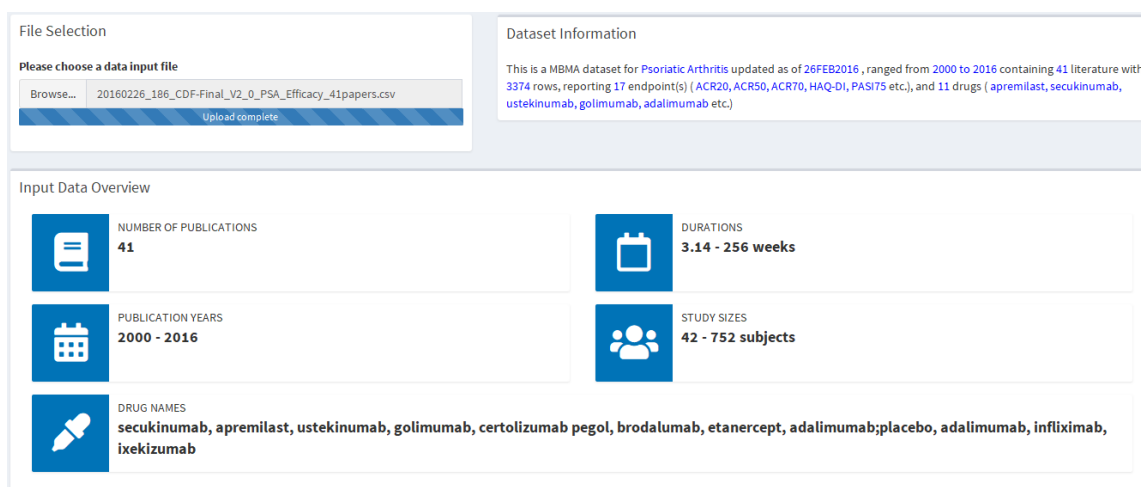 File Selection
Please choose a data input file
Browse... 20160226_186_CDF-Final_V2_0_PSA_Efficacy_41papers.csv
Upload complete
Dataset Information
This is a MBMA dataset for Psoriatic Arthritis updated as of 26FEB2016 , ranged from 2000 to 2016 containing 41 literature with
3374 rows, reporting 17 endpoint(s) ( ACR20, ACR50, ACR70, HAQ-DI, PASI75 etc.), and 11 drugs ( apremilast, secukinumab,
ustekinumab, golimumab, adalimumab etc.)
Input Data Overview
NUMBER OF PUBLICATIONS
41
DURATIONS
3.14 - 256 weeks
PUBLICATION YEARS
2000 - 2016
STUDY SIZES
42 - 752 subjects
DRUG NAMES
secukinumab, apremilast, ustekinumab, golimumab, certolizumab pegol, brodalumab, etanercept, adalimumab;placebo, adalimumab, infliximab,
ixekizumab